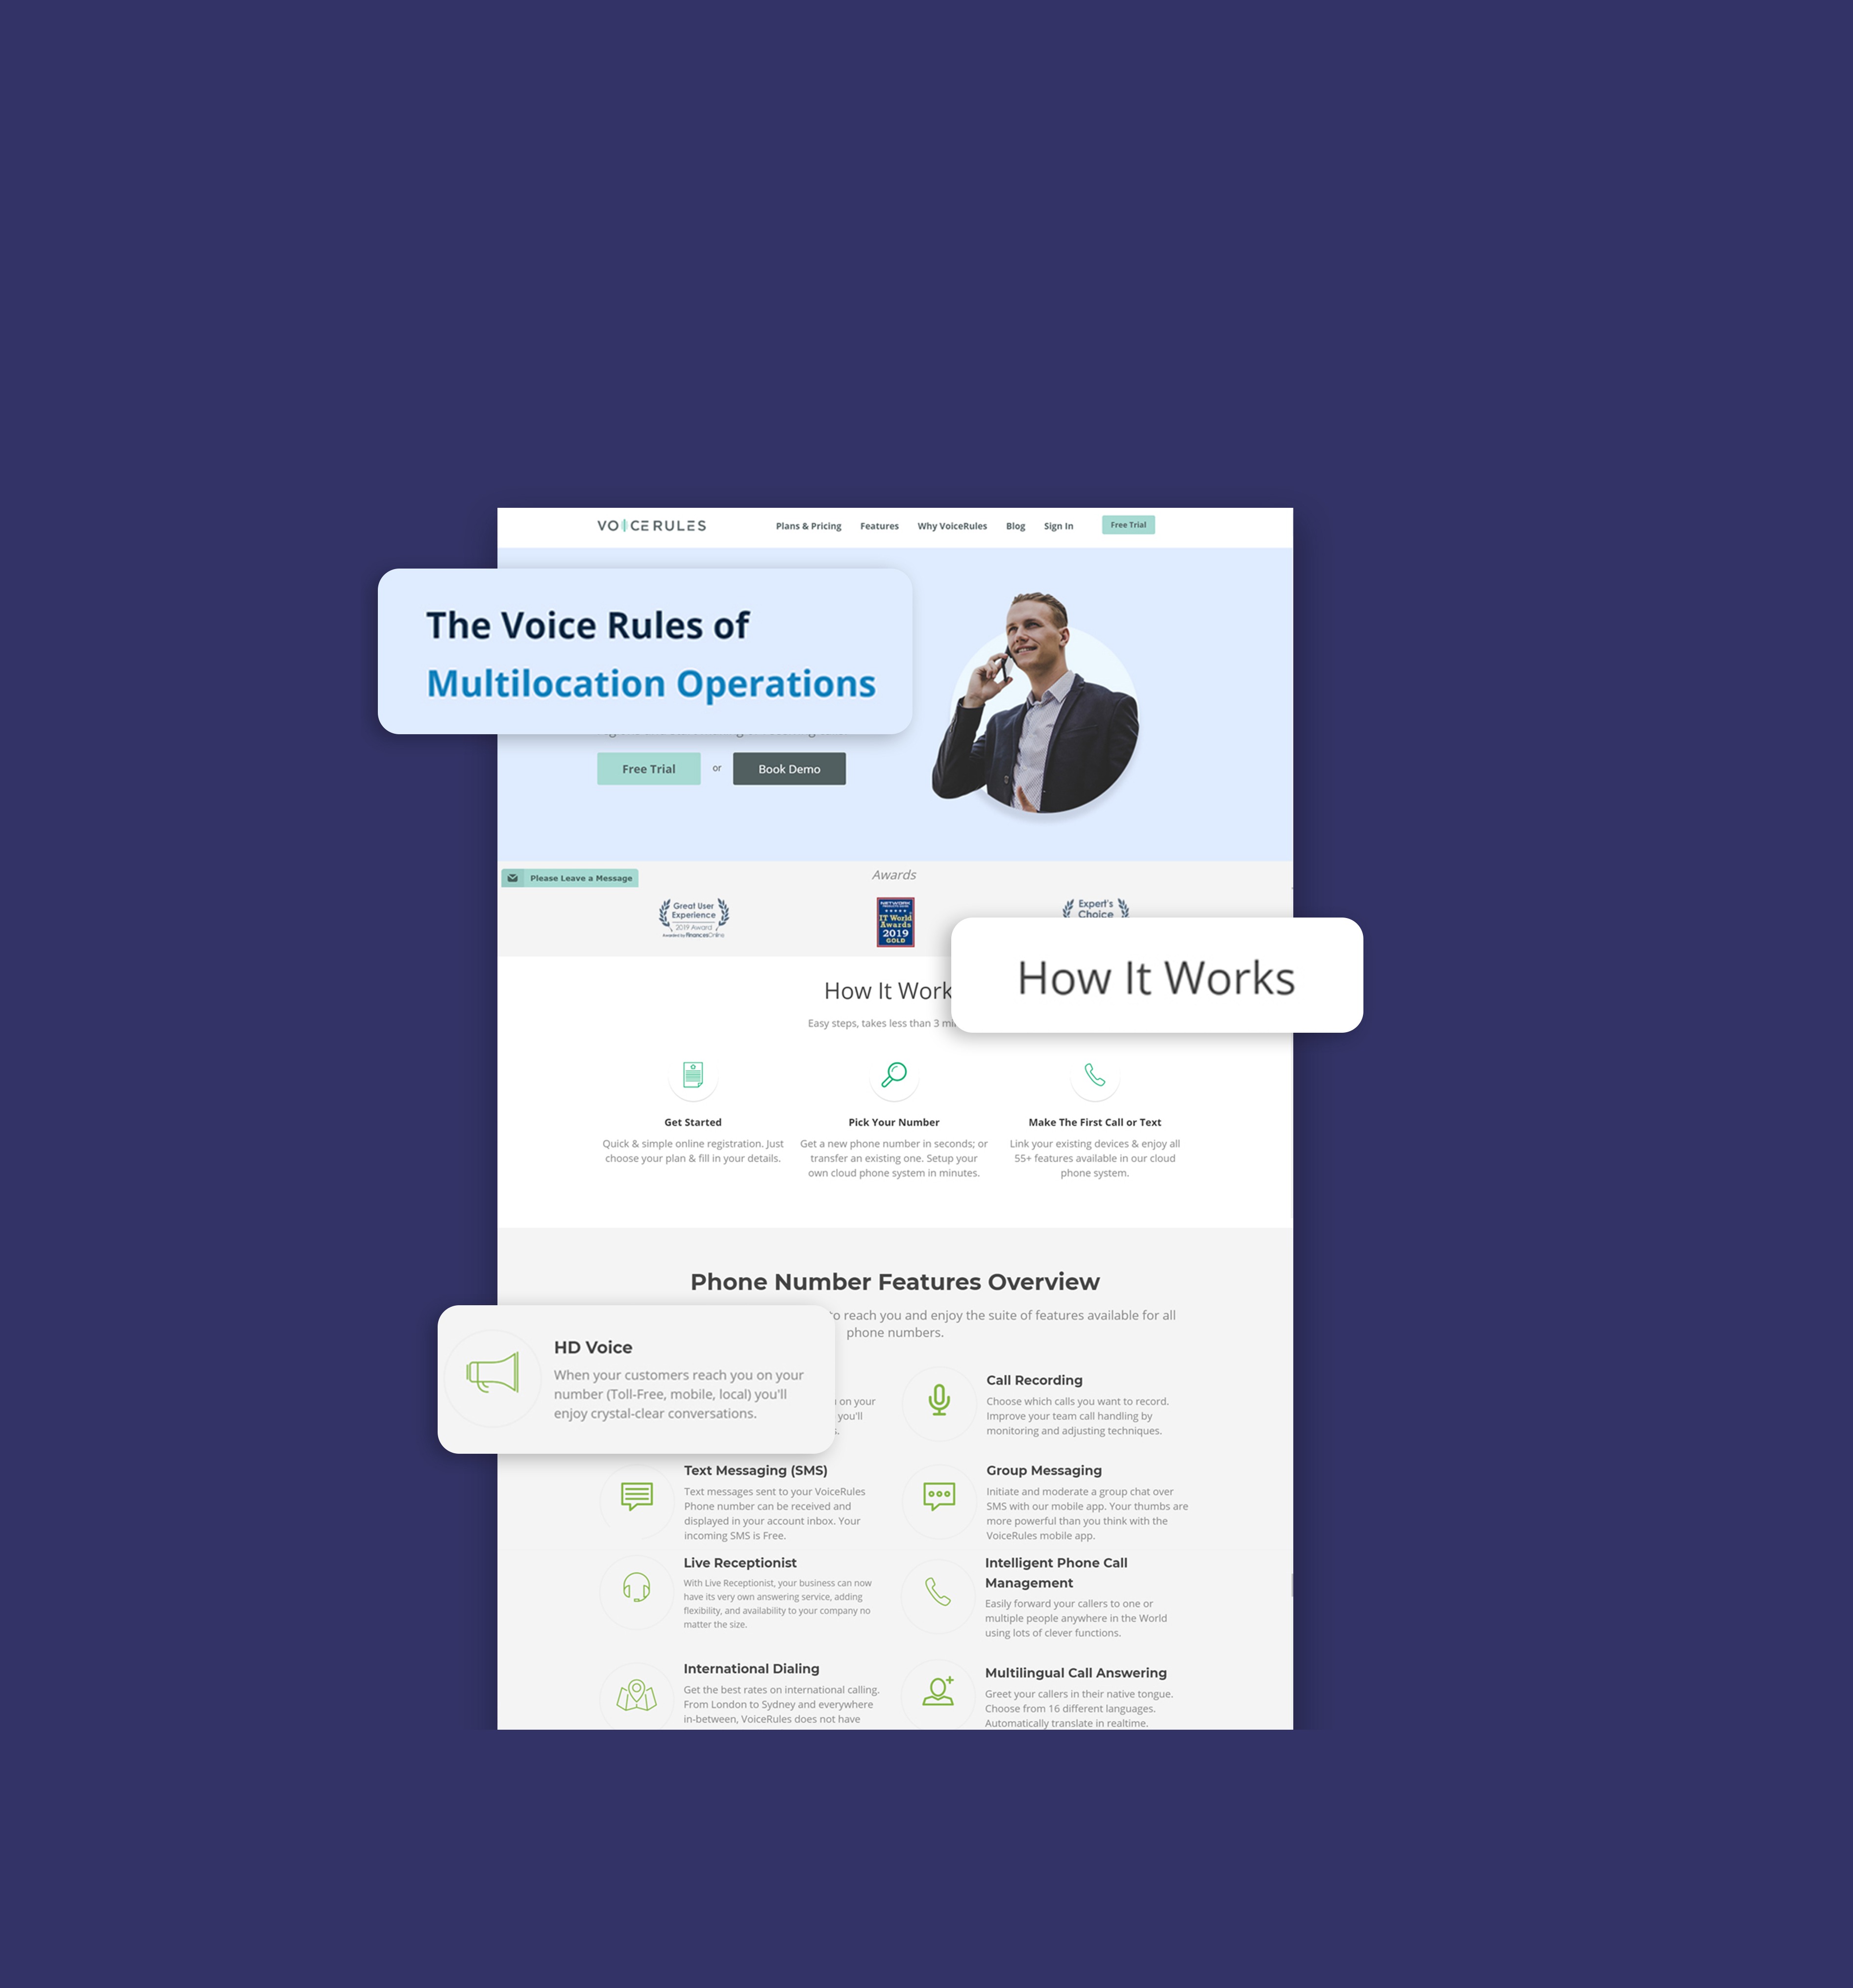 VOICERULES
Plans & Pricing Features Why VoiceRules Blog Sign In Free Trial
The Voice Rules of
Multilocation Operations
Free Trial or Book Demo
Please Leave a Message
Awards
Great User
Experience
2019 Award
Awarded by FinancesOnline
NETWORK
IT World
Awards
2019
GOLD
Expert's
Choice
How It Work
How It Works
Easy steps, takes less than 3
Get Started
Quick & simple online registration. Just
choose your plan & fill in your details.
Pick Your Number
Get a new phone number in seconds; or
transfer an existing one. Setup your
own cloud phone system in minutes.
Make The First Call or Text
Link your existing devices & enjoy all
55+ features available in our cloud
phone system.
Phone Number Features Overview
to reach you and enjoy the suite of features available for all
phone numbers.
HD Voice
When your customers reach you on your
number (Toll-Free, mobile, local) you'll
enjoy crystal-clear conversations.
on your
you'll
Call Recording
Choose which calls you want to record.
Improve your team call handling by
monitoring and adjusting techniques.
Text Messaging (SMS)
Text messages sent to your VoiceRules
Phone number can be received and
displayed in your account inbox. Your
incoming SMS is Free.
Group Messaging
Initiate and moderate a group chat over
SMS with our mobile app. Your thumbs are
more powerful than you think with the
VoiceRules mobile app.
Live Receptionist
With Live Receptionist, your business can now
have its very own answering service, adding
flexibility, and availability to your company no
matter the size.
Intelligent Phone Call
Management
Easily forward your callers to one or
multiple people anywhere in the World
using lots of clever functions.
International Dialing
Get the best rates on international calling.
From London to Sydney and everywhere
in-between, VoiceRules does not have
Multilingual Call Answering
Greet your callers in their native tongue.
Choose from 16 different languages.
Automatically translate in realtime.